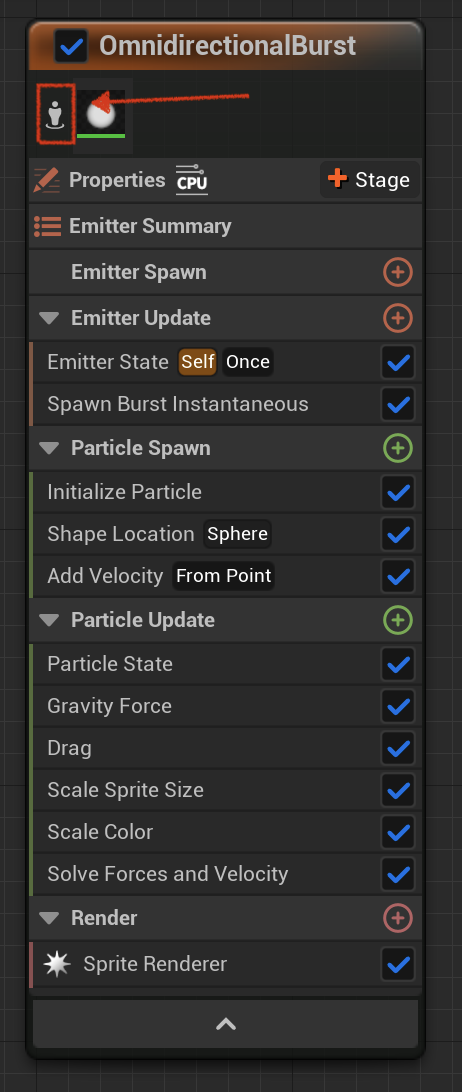 OmnidirectionalBurst
Properties CPU Stage
Emitter Summary
Emitter Spawn
Emitter Update
Emitter State Self Once
Spawn Burst Instantaneous
Particle Spawn
Initialize Particle
Shape Location Sphere
Add Velocity From Point
Particle Update
Particle State
Gravity Force
Drag
Scale Sprite Size
Scale Color
Solve Forces and Velocity
Render
Sprite Renderer